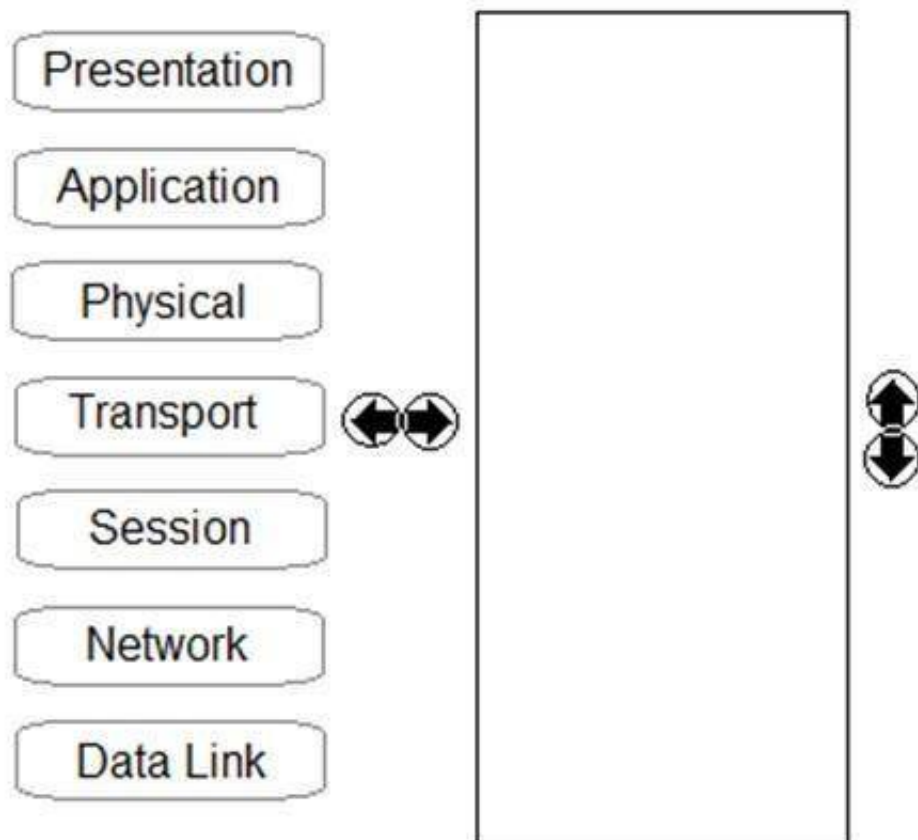 Presentation
Application
Physical
Transport
Session
Network
Data Link